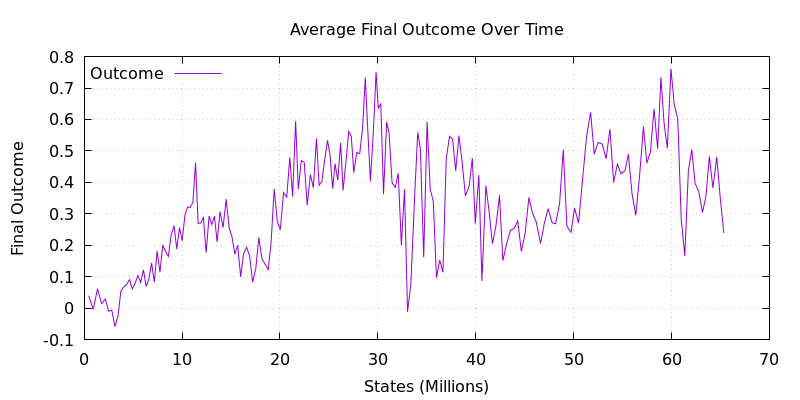 Average Final Outcome Over Time
Outcome
Final Outcome
0.8
0.7
0.6
0.5
0.4
0.3
0.2
0.1
0
-0.1
0 10 20 30 40 50 60 70
States (Millions)